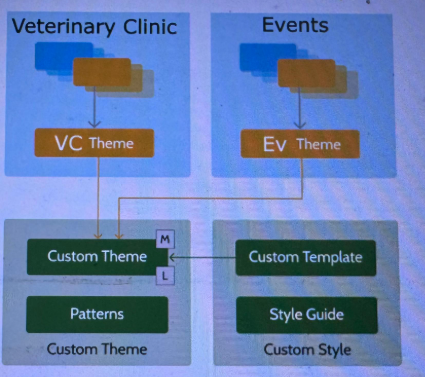 Veterinary Clinic
Events
VC Theme
Ev Theme
M
Custom Theme
Custom Template
L
Patterns
Style Guide
Custom Theme
Custom Style